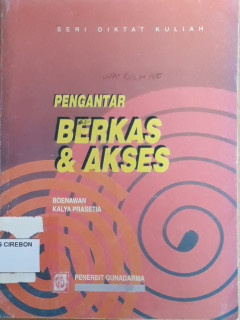 SERI DIKTAT KULIAH
PENGANTAR
BERKAS
& AKSES
BOENAWAN
KALYA PRASETIA
S CIREBON
PENERBIT GUNADARMA